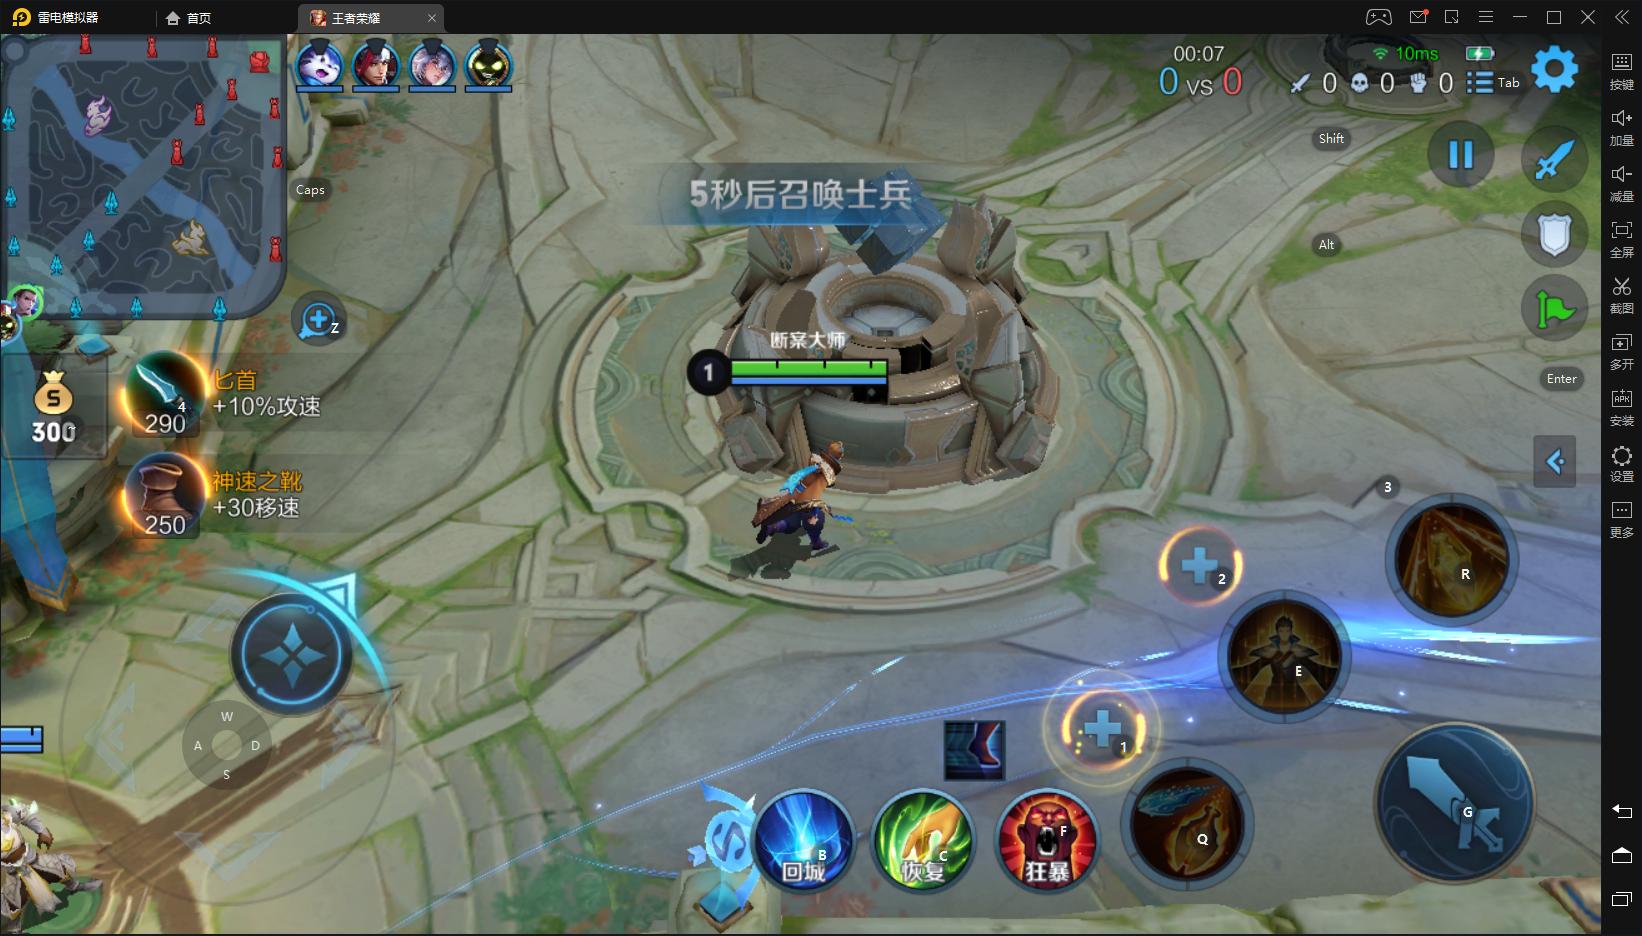 雷电模拟器
首页
王者荣耀
00:07
0 VS 0
10ms
0
0
0
Tab
按键
加量
减量
全屏
截图
多开
安装
设置
更多
APK
Shift
Caps
Alt
Enter
5秒后召唤士兵
断案大师
1
Z
S
300
匕首
+10%攻速
4
290
神速之靴
+30移速
250
W
A
D
S
3
2
R
E
1
G
Q
B
回城
C
恢复
F
狂暴